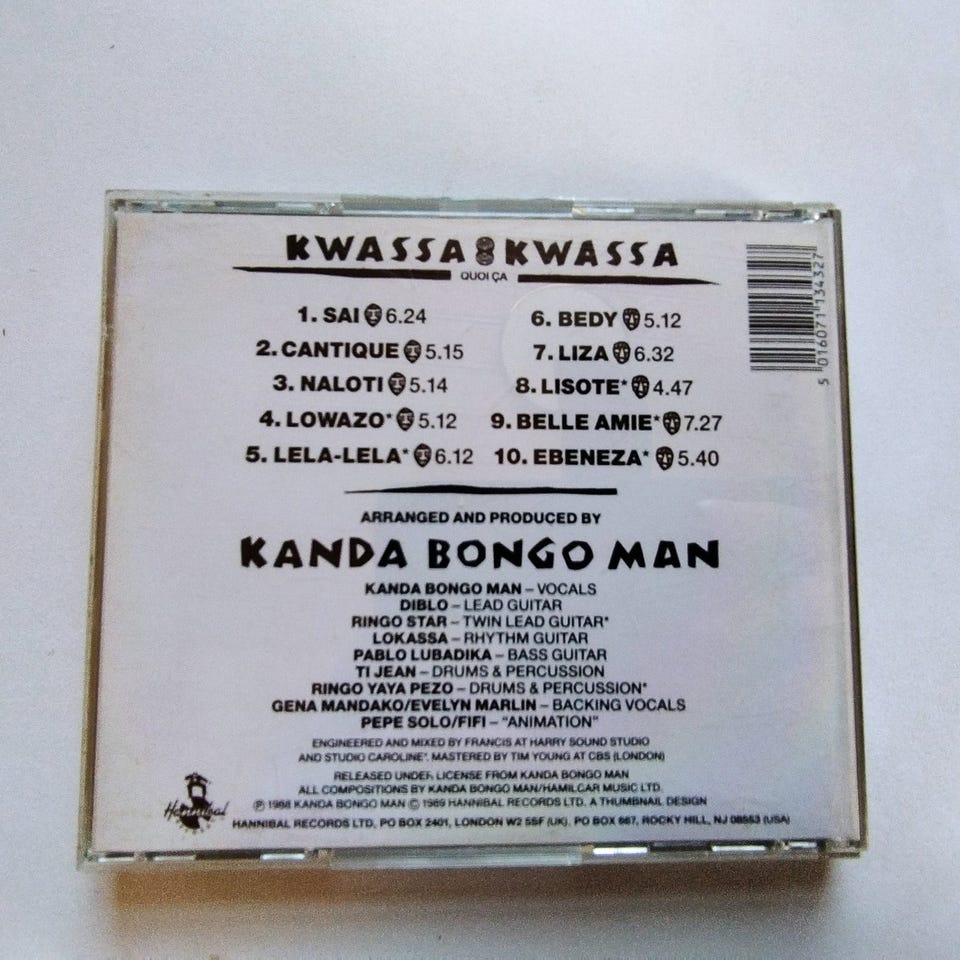 KWASSA KWASSA
QUOI ÇA
1. SAI 6.24
2. CANTIQUE 5.15
3. NALOTI 5.14
4. LOWAZO* 5.12
5. LELA-LELA* 6.12
6. BEDY 5.12
7. LIZA 6.32
8. LISOTE* 4.47
9. BELLE AMIE* 7.27
10. EBENEZA* 5.40
5 016071 134327
ARRANGED AND PRODUCED BY
KANDA BONGO MAN
KANDA BONGO MAN – VOCALS
DIBLO – LEAD GUITAR
RINGO STAR – TWIN LEAD GUITAR*
LOKASSA – RHYTHM GUITAR
PABLO LUBADIKA – BASS GUITAR
TI JEAN – DRUMS & PERCUSSION
RINGO YAYA PEZO – DRUMS & PERCUSSION*
GENA MANDAKO/EVELYN MARLIN – BACKING VOCALS
PEPE SOLO/FIFI – "ANIMATION"
ENGINEERED AND MIXED BY FRANCIS AT HARRY SOUND STUDIO
AND STUDIO CAROLINE*. MASTERED BY TIM YOUNG AT CBS (LONDON)
RELEASED UNDER LICENSE FROM KANDA BONGO MAN
ALL COMPOSITIONS BY KANDA BONGO MAN/HAMILCAR MUSIC LTD.
℗ 1988 KANDA BONGO MAN © 1989 HANNIBAL RECORDS LTD. A THUMBNAIL DESIGN
Hannibal
HANNIBAL RECORDS LTD, PO BOX 2401, LONDON W2 5SF (UK). PO BOX 667, ROCKY HILL, NJ 08553 (USA)